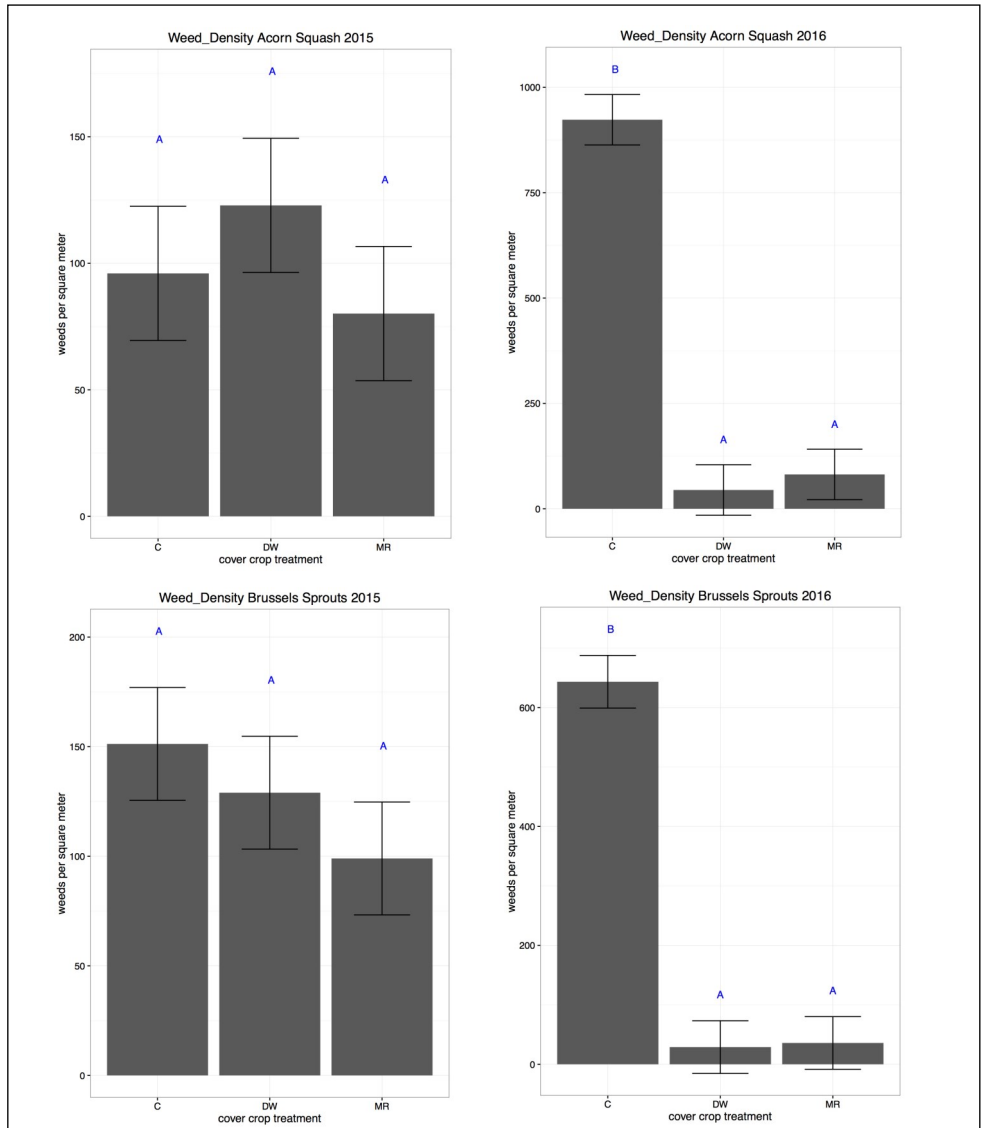 Weed_Density Acorn Squash 2015
weeds per square meter
150
100
50
0
A
A
A
C
DW
MR
cover crop treatment
Weed_Density Acorn Squash 2016
weeds per square meter
1000
750
500
250
0
B
A
A
C
DW
MR
cover crop treatment
Weed_Density Brussels Sprouts 2015
weeds per square meter
200
150
100
50
0
A
A
A
C
DW
MR
cover crop treatment
Weed_Density Brussels Sprouts 2016
weeds per square meter
600
400
200
0
B
A
A
C
DW
MR
cover crop treatment